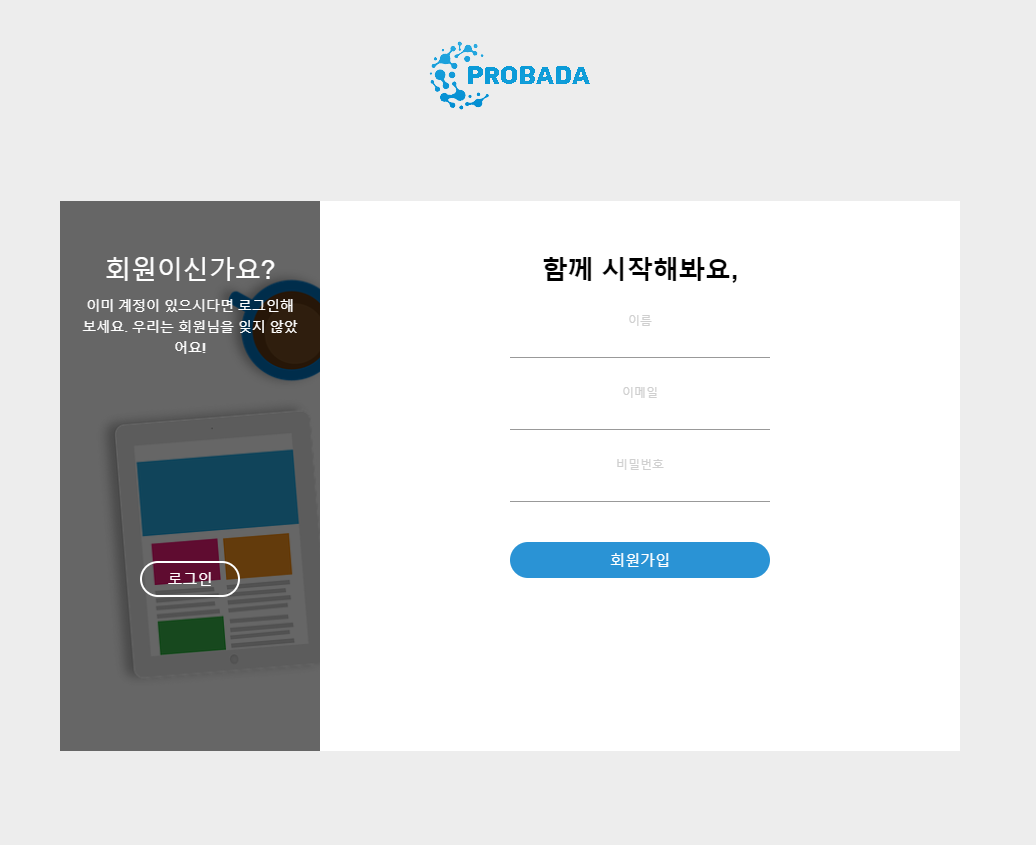 PROBADA
회원이신가요?
이미 계정이 있으시다면 로그인해
보세요. 우리는 회원님을 잊지 않았
어요!
로그인
함께 시작해봐요,
이름
이메일
비밀번호
회원가입